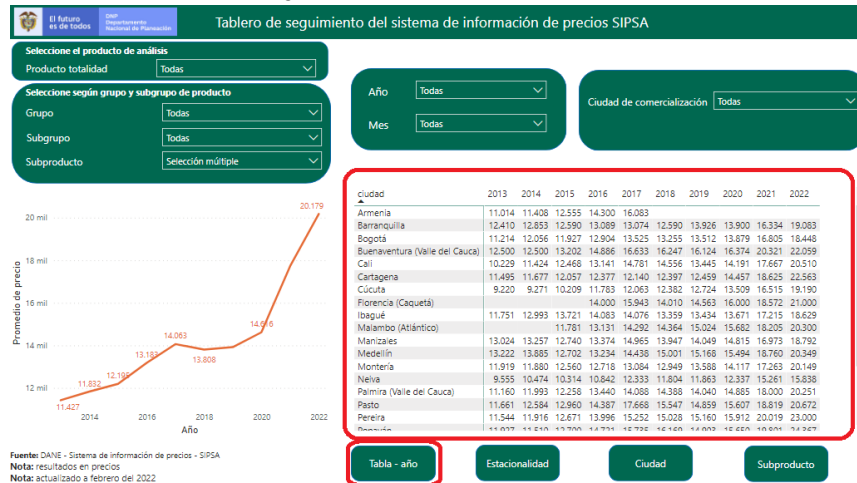 El futuro es de todos
DNP Departamento Nacional de Planeación
Tablero de seguimiento del sistema de información de precios SIPSA
Seleccione el producto de análisis
Producto totalidad Todas
Seleccione según grupo y subgrupo de producto
Grupo Todas
Subgrupo Todas
Subproducto Selección múltiple
Año Todas
Mes Todas
Ciudad de comercialización Todas
Promedio de precio
20 mil
18 mil
16 mil
14 mil
12 mil
11.427
11.832
13.808
14.063
20.179
2014 2016 2018 2020 2022
Año
ciudad 2013 2014 2015 2016 2017 2018 2019 2020 2021 2022
Armenia 11.014 11.408 12.555 14.300 16.083
Barranquilla 12.410 12.853 12.590 13.089 13.074 12.590 13.926 13.900 16.334 19.083
Bogotá 11.214 12.056 11.927 12.904 13.525 13.255 13.512 13.879 16.805 18.448
Buenaventura (Valle del Cauca) 12.500 12.500 13.202 14.886 16.633 16.247 16.124 16.374 20.321 22.059
Cali 10.229 11.424 12.468 13.141 14.781 14.556 13.445 14.191 17.667 20.510
Cartagena 11.495 11.677 12.057 12.377 12.140 12.397 12.459 14.457 18.625 22.563
Cúcuta 9.220 9.271 10.209 11.783 12.063 12.382 12.724 13.509 16.515 19.190
Florencia (Caquetá) 14.000 15.943 14.010 14.563 16.000 18.572 21.000
Ibagué 11.751 12.993 13.721 14.083 14.076 13.359 13.434 13.671 17.215 18.629
Malambo (Atlántico) 11.781 13.131 14.292 14.364 15.024 15.682 18.205 20.300
Manizales 13.024 13.257 12.740 13.374 14.965 13.947 14.049 14.815 16.973 18.792
Medellín 13.222 13.885 12.702 13.234 14.438 15.001 15.168 15.494 18.760 20.349
Montería 11.919 11.880 12.560 12.718 13.084 12.949 13.588 14.117 17.263 20.149
Neiva 9.555 10.474 10.314 10.842 12.333 11.804 11.863 12.337 15.261 15.838
Palmira (Valle del Cauca) 11.160 11.993 12.258 13.440 14.088 14.388 14.040 14.885 18.000 20.251
Pasto 11.661 12.584 12.960 14.387 17.668 15.547 14.859 15.607 18.819 20.672
Pereira 11.544 11.916 12.671 13.996 15.252 15.028 15.160 15.912 20.019 23.000
Tabla - año
Estacionalidad
Ciudad
Subproducto
Fuente: DANE - Sistema de información de precios - SIPSA
Nota: resultados en precios
Nota: actualizado a febrero del 2022